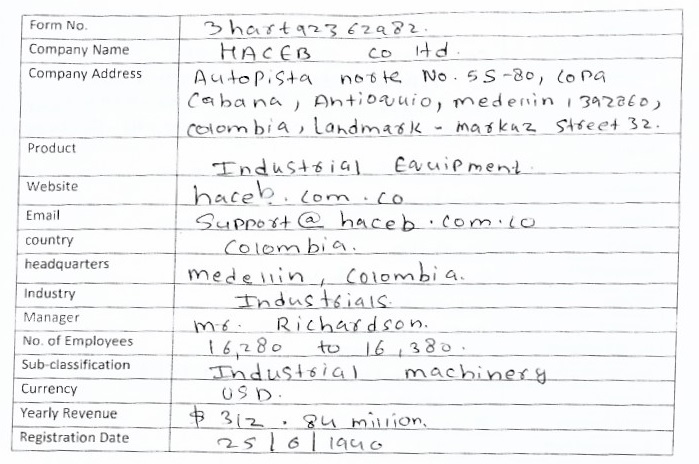 Form No. 3hart92362982.
Company Name HACEB co ltd.
Company Address Autopista norte No. 5S-80, Copa
Cabana, Antioquio, medellin, 392860,
colombia, Landmark - markaz Street 32.
Product Industrial Equipment.
Website haceb.com.co
Email Support@haceb.com.co
country Colombia.
headquarters medellin, Colombia.
Industry Industrials.
Manager mr. Richardson.
No. of Employees 16,280 to 16,380.
Sub-classification Industrial machinery
Currency USD.
Yearly Revenue $ 312.84 million.
Registration Date 25/6/1940